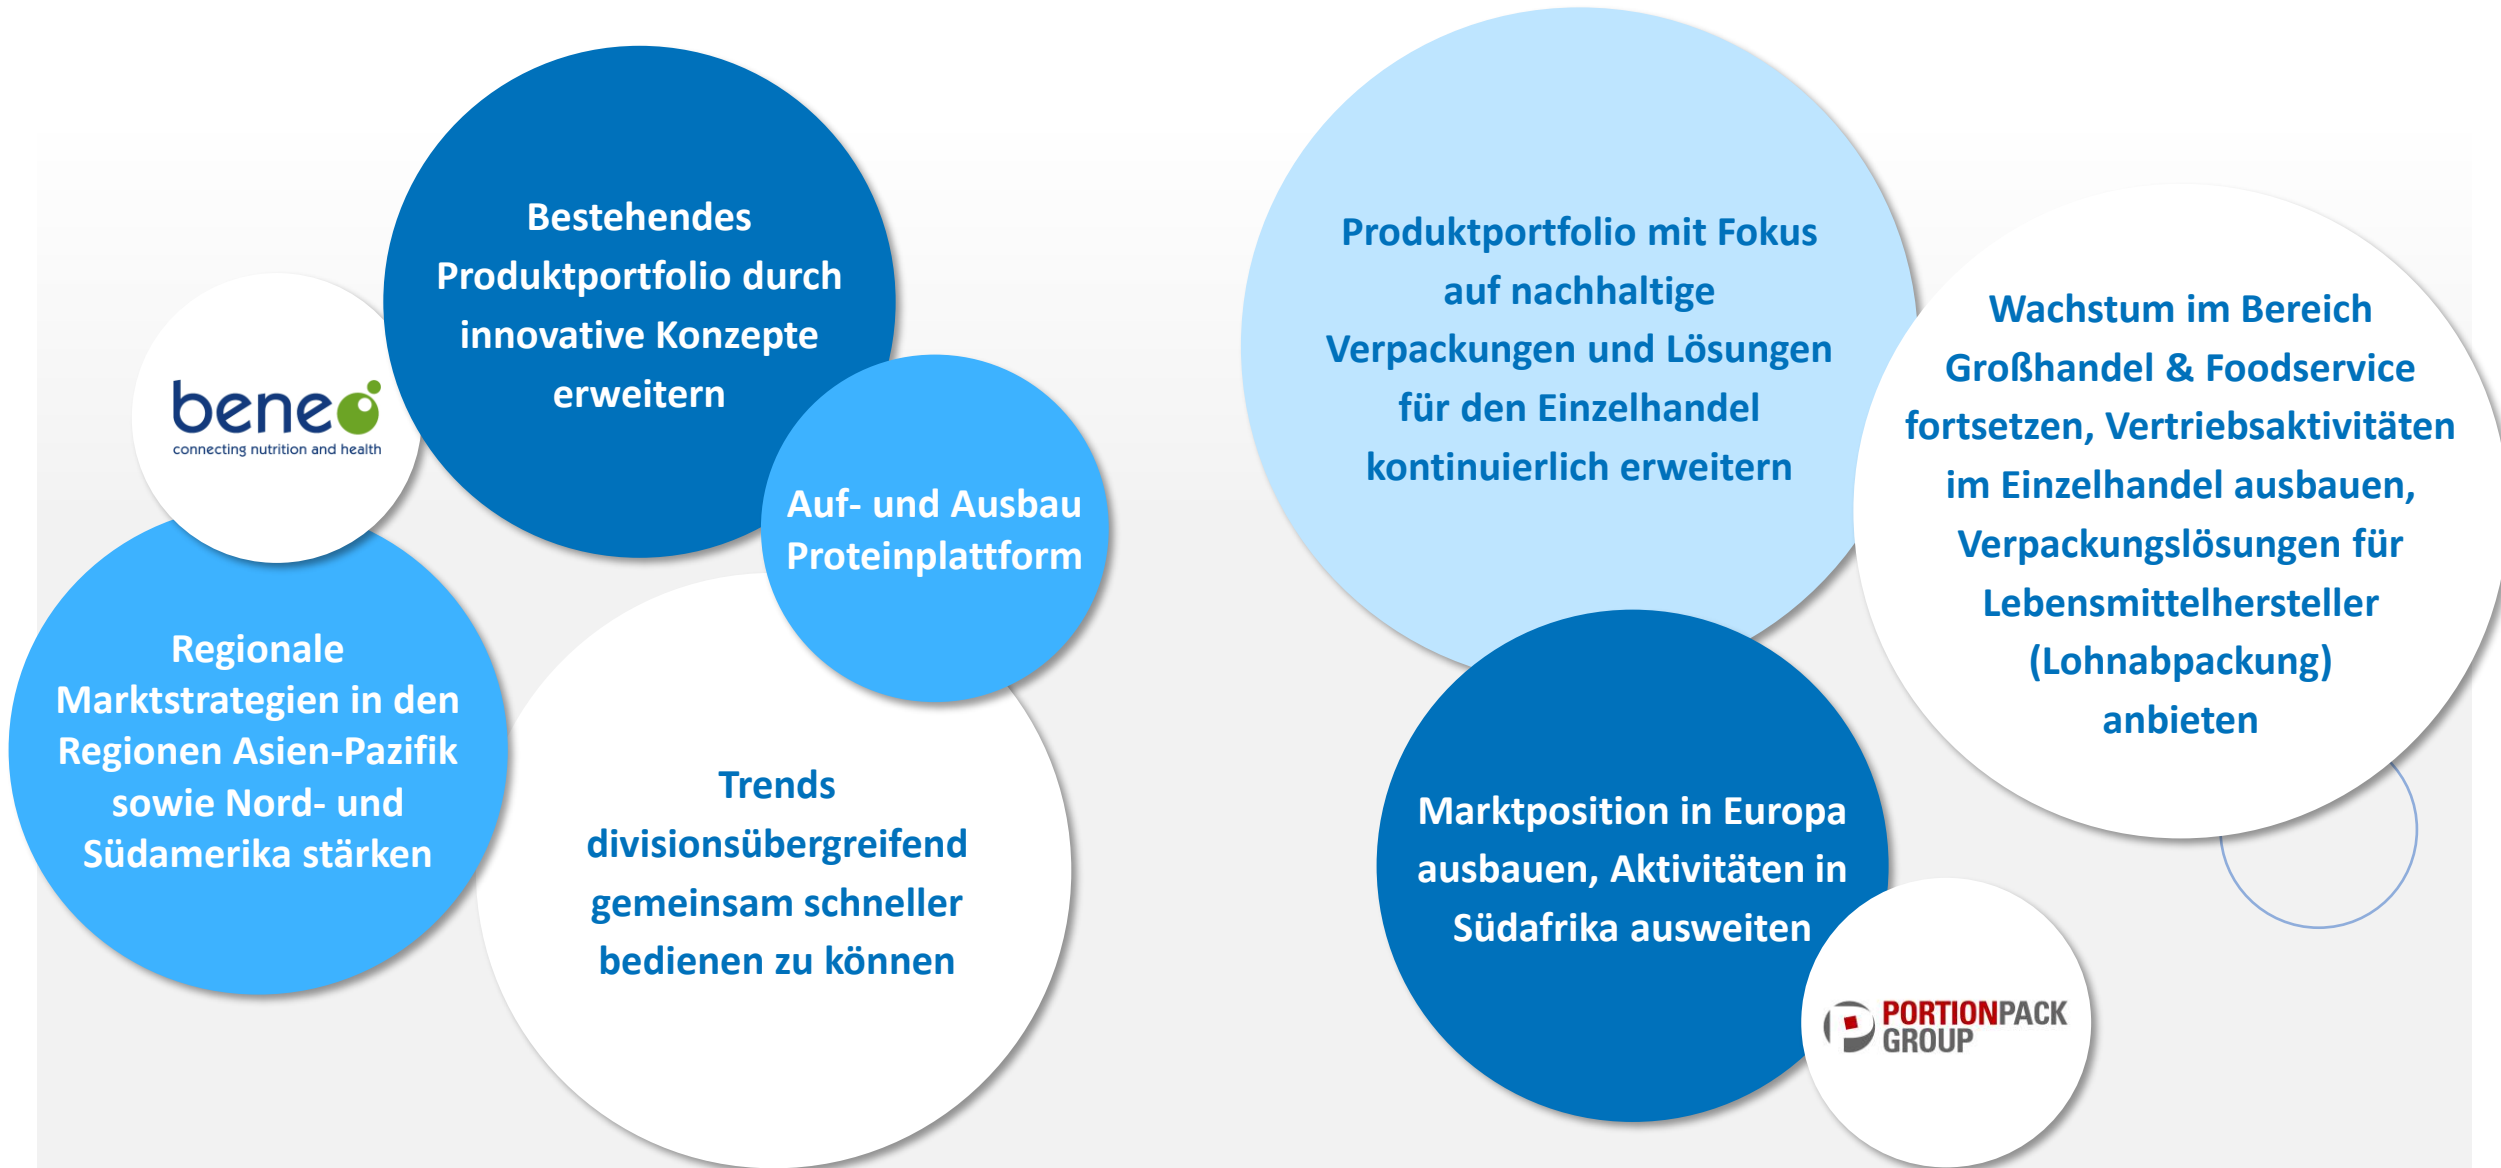 beneo
connecting nutrition and health
Bestehendes
Produktportfolio durch
innovative Konzepte
erweitern
Auf- und Ausbau
Proteinplattform
Regionale
Marktstrategien in den
Regionen Asien-Pazifik
sowie Nord- und
Südamerika stärken
Trends
divisionsübergreifend
gemeinsam schneller
bedienen zu können
Produktportfolio mit Fokus
auf nachhaltige
Verpackungen und Lösungen
für den Einzelhandel
kontinuierlich erweitern
Wachstum im Bereich
Großhandel & Foodservice
fortsetzen, Vertriebsaktivitäten
im Einzelhandel ausbauen,
Verpackungslösungen für
Lebensmittelhersteller
(Lohnabpackung)
anbieten
Marktposition in Europa
ausbauen, Aktivitäten in
Südafrika ausweiten
PORTIONPACK
GROUP